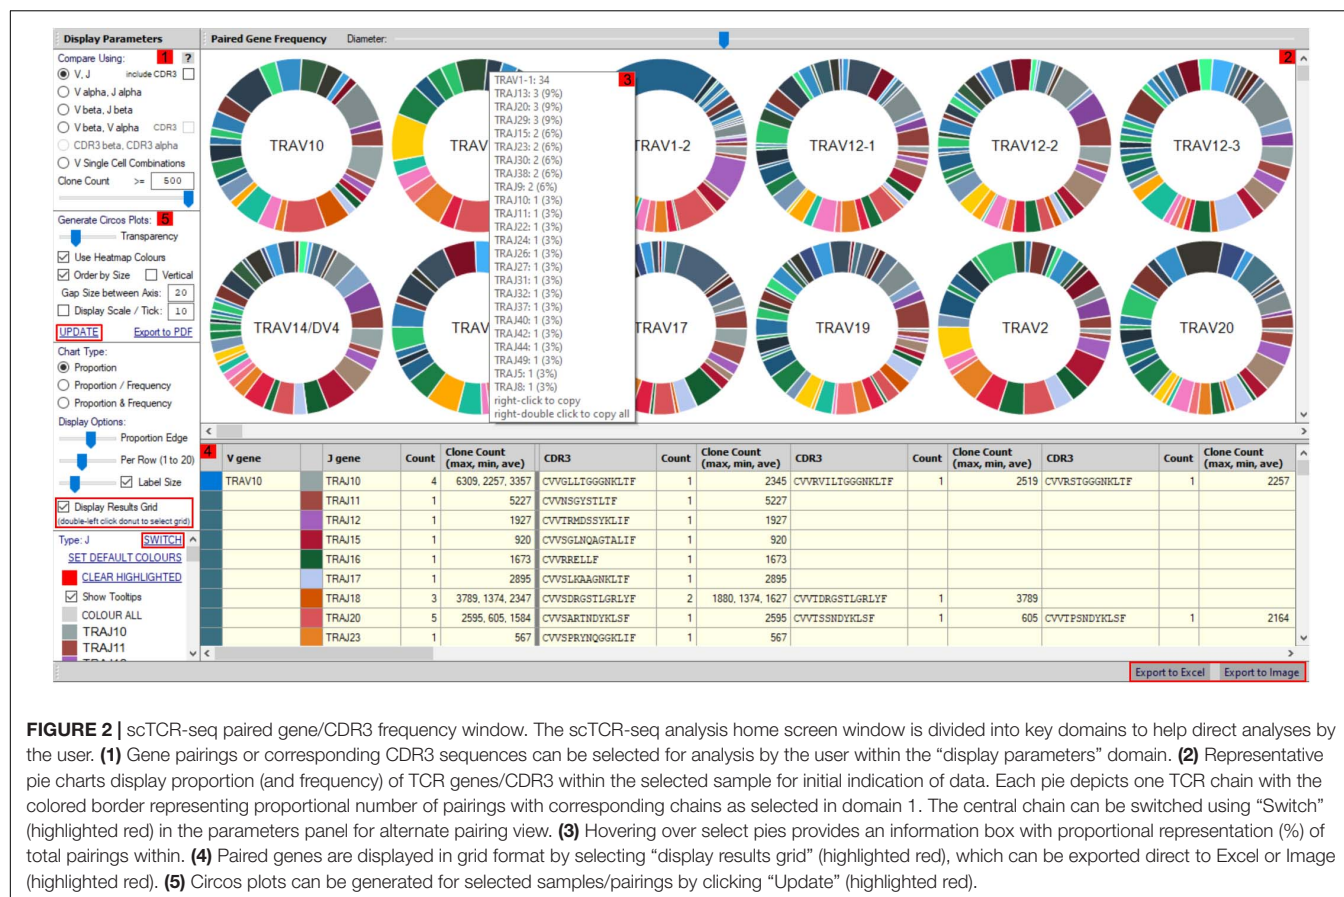 Display Parameters
Compare Using: 1 ?
V, J include CDR3
V alpha, J alpha
V beta, J beta
V beta, V alpha CDR3
CDR3 beta, CDR3 alpha
V Single Cell Combinations
Clone Count >= 500
Generate Circos Plots: 5
Transparency
Use Heatmap Colours
Order by Size Vertical
Gap Size between Axis: 20
Display Scale / Tick: 10
UPDATE Export to PDF
Chart Type:
Proportion
Proportion / Frequency
Proportion & Frequency
Display Options:
Proportion Edge
Per Row (1 to 20)
Label Size
Display Results Grid
(double-left click donut to select grid)
Type: J SWITCH
SET DEFAULT COLOURS
CLEAR HIGHLIGHTED
Show Tooltips
COLOUR ALL
TRAJ10
TRAJ11
Paired Gene Frequency Diameter:
2
TRAV10 TRAV TRAV1-2 TRAV12-1 TRAV12-2 TRAV12-3
TRAV14/DV4 TRAV TRAV17 TRAV19 TRAV2 TRAV20
TRAV1-1: 34 3
TRAJ13: 3 (9%)
TRAJ20: 3 (9%)
TRAJ29: 3 (9%)
TRAJ15: 2 (6%)
TRAJ23: 2 (6%)
TRAJ30: 2 (6%)
TRAJ38: 2 (6%)
TRAJ9: 2 (6%)
TRAJ10: 1 (3%)
TRAJ11: 1 (3%)
TRAJ22: 1 (3%)
TRAJ24: 1 (3%)
TRAJ26: 1 (3%)
TRAJ27: 1 (3%)
TRAJ31: 1 (3%)
TRAJ32: 1 (3%)
TRAJ37: 1 (3%)
TRAJ40: 1 (3%)
TRAJ42: 1 (3%)
TRAJ44: 1 (3%)
TRAJ49: 1 (3%)
TRAJ5: 1 (3%)
TRAJ8: 1 (3%)
right-click to copy
right-double click to copy all
4 V gene J gene Count Clone Count (max, min, ave) CDR3 Count Clone Count (max, min, ave) CDR3 Count Clone Count (max, min, ave) CDR3 Count Clone Count (max, min, ave)
TRAV10 TRAJ10 4 6309, 2257, 3357 CVVGLLTGGGNKLTF 1 2345 CVVRVILTGGGNKLTF 1 2519 CVVRSTGGGNKLTF 1 2257
TRAJ11 1 5227 CVVNSGYSTLTF 1 5227
TRAJ12 1 1927 CVVTRMDSSYKLIF 1 1927
TRAJ15 1 920 CVVSGLNQAGTALIF 1 920
TRAJ16 1 1673 CVVRRELLF 1 1673
TRAJ17 1 2895 CVVSLKAAGNKLTF 1 2895
TRAJ18 3 3789, 1374, 2347 CVVSDRGSTLGRLYF 2 1880, 1374, 1627 CVVTDRGSTLGRLYF 1 3789
TRAJ20 5 2595, 605, 1584 CVVSARTNDYKLSF 1 2595 CVVTSSNDYKLSF 1 605 CVVTPSNDYKLSF 1 2164
TRAJ23 1 567 CVVSPRYNQGGKLIF 1 567
Export to Excel Export to Image
FIGURE 2 | scTCR-seq paired gene/CDR3 frequency window. The scTCR-seq analysis home screen window is divided into key domains to help direct analyses by
the user. (1) Gene pairings or corresponding CDR3 sequences can be selected for analysis by the user within the “display parameters” domain. (2) Representative
pie charts display proportion (and frequency) of TCR genes/CDR3 within the selected sample for initial indication of data. Each pie depicts one TCR chain with the
colored border representing proportional number of pairings with corresponding chains as selected in domain 1. The central chain can be switched using “Switch”
(highlighted red) in the parameters panel for alternate pairing view. (3) Hovering over select pies provides an information box with proportional representation (%) of
total pairings within. (4) Paired genes are displayed in grid format by selecting “display results grid” (highlighted red), which can be exported direct to Excel or Image
(highlighted red). (5) Circos plots can be generated for selected samples/pairings by clicking “Update” (highlighted red).